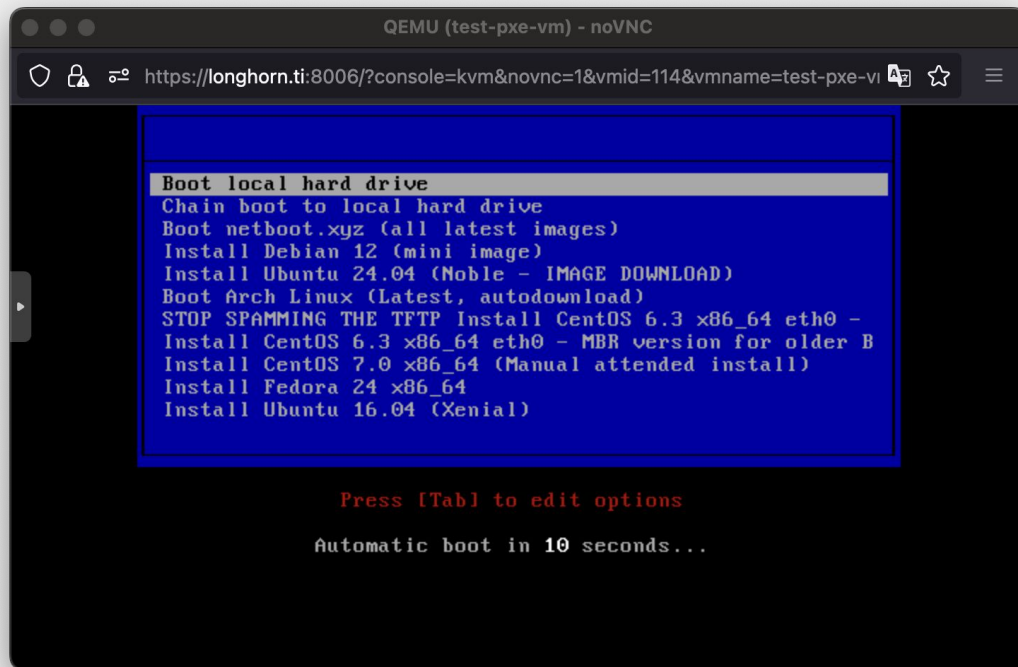 QEMU (test-pxe-vm) - noVNC
https://longhorn.ti:8006/?console=kvm&novnc=1&vmid=114&vmname=test-pxe-v
Boot local hard drive
Chain boot to local hard drive
Boot netboot.xyz (all latest images)
Install Debian 12 (mini image)
Install Ubuntu 24.04 (Noble - IMAGE DOWNLOAD)
Boot Arch Linux (Latest, autodownload)
STOP SPAMMING THE TFTP Install CentOS 6.3 x86_64 eth0 -
Install CentOS 6.3 x86_64 eth0 - MBR version for older B
Install CentOS 7.0 x86_64 (Manual attended install)
Install Fedora 24 x86_64
Install Ubuntu 16.04 (Xenial)
Press [Tab] to edit options
Automatic boot in 10 seconds...